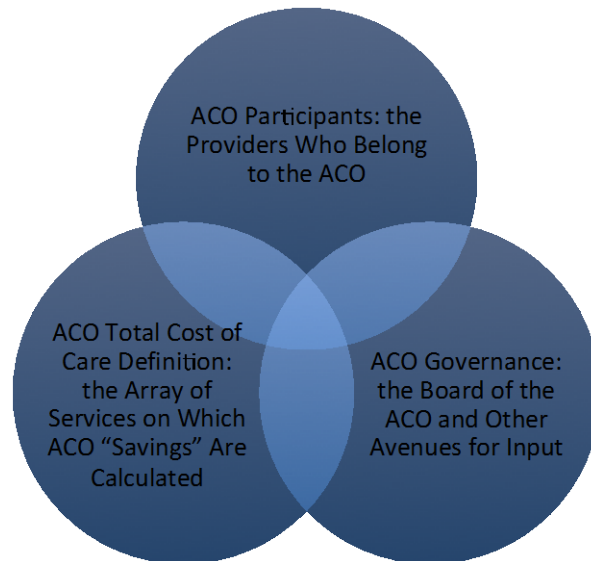 ACO Participants: the
Providers Who Belong
to the ACO
ACO Total Cost of
Care Definition:
the Array of
Services on Which
ACO “Savings” Are
Calculated
ACO Governance:
the Board of the
ACO and Other
Avenues for Input